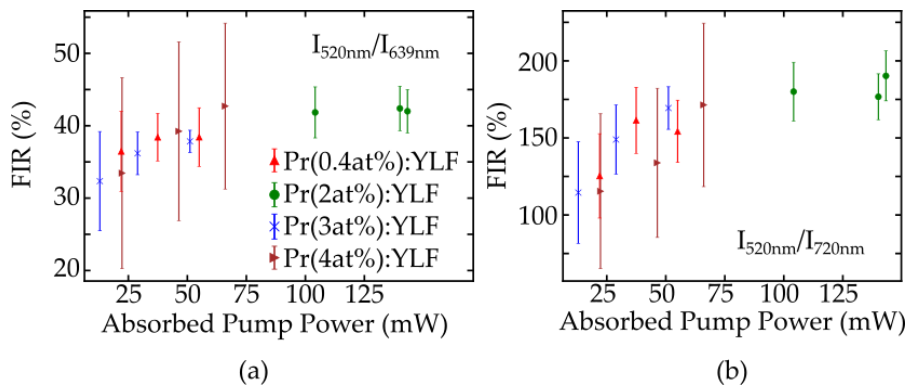 (a)
I520nm/I639nm
FIR (%)
50
40
30
20
Pr(0.4at%):YLF
Pr(2at%):YLF
Pr(3at%):YLF
Pr(4at%):YLF
25 50 75 100 125
Absorbed Pump Power (mW)
(a)
(b)
FIR (%)
200
150
100
I520nm/I720nm
25 50 75 100 125
Absorbed Pump Power (mW)
(b)